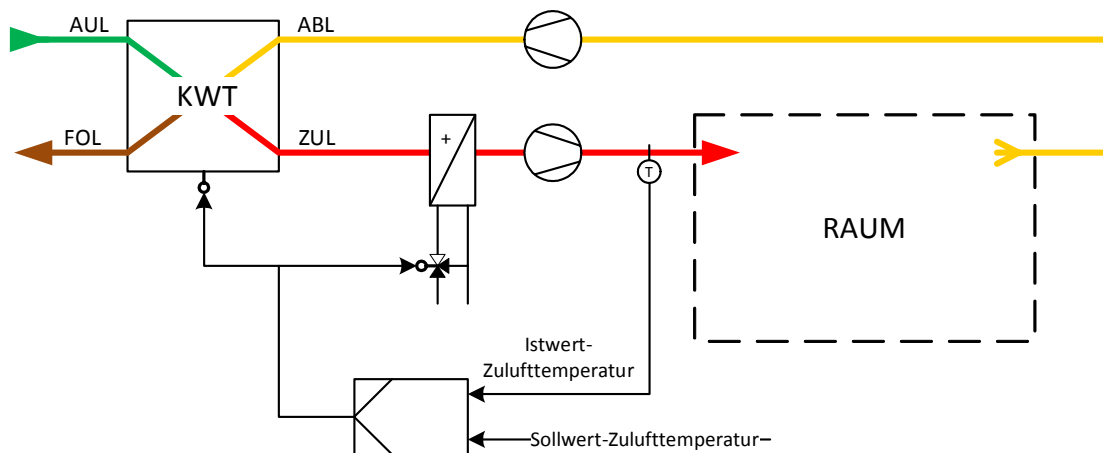 AUL
ABL
KWT
FOL
ZUL
+
T
RAUM
Istwert-
Zulufttemperatur
Sollwert-Zulufttemperatur